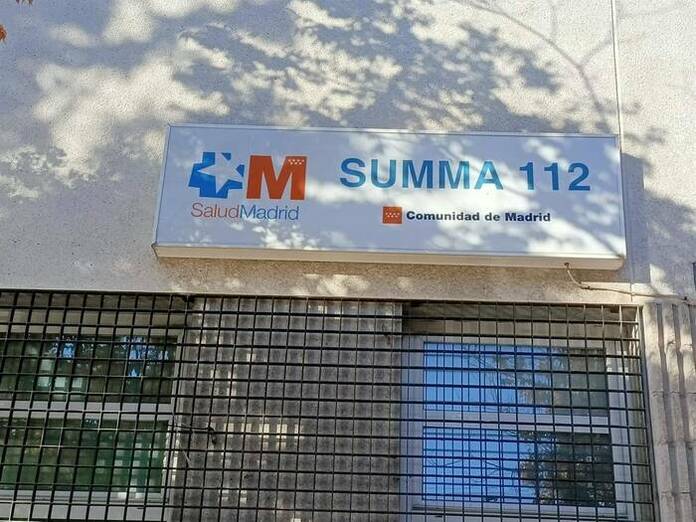 M
SaludMadrid
SUMMA 112
Comunidad de Madrid